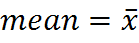 mean = x̄